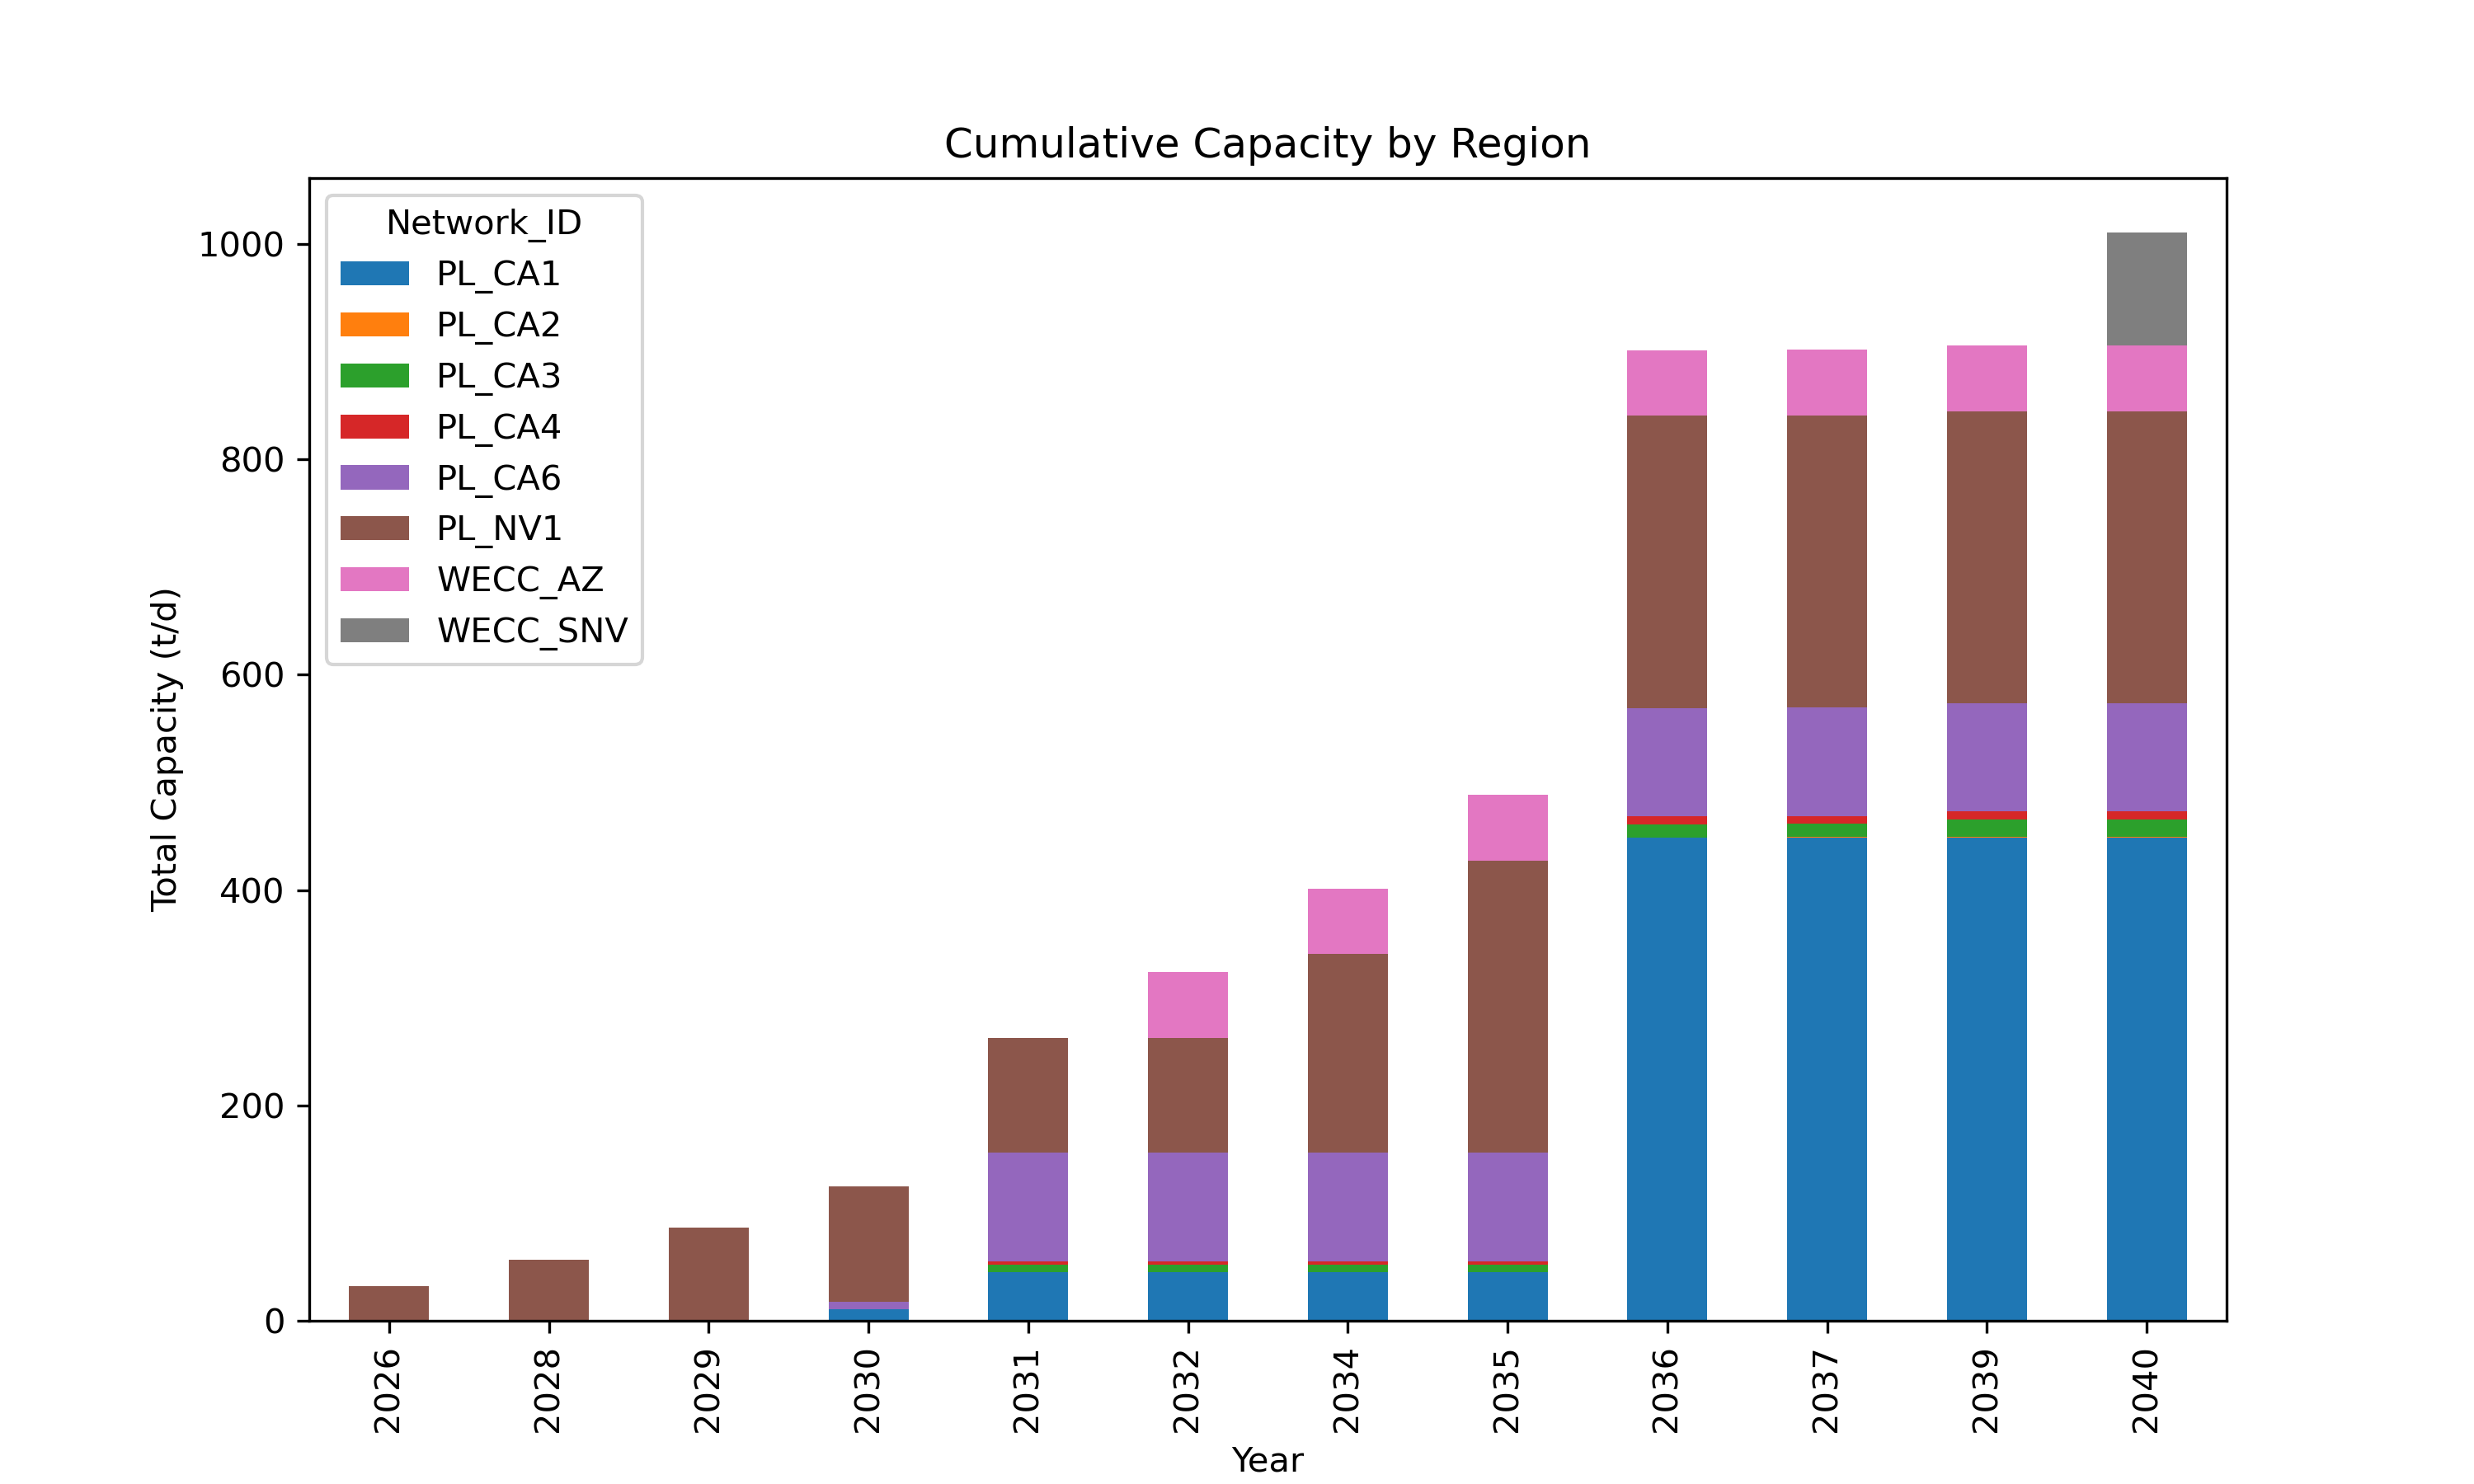 Cumulative Capacity by Region
Network_ID
PL_CA1
PL_CA2
PL_CA3
PL_CA4
PL_CA6
PL_NV1
WECC_AZ
WECC_SNV
Total Capacity (t/d)
1000
800
600
400
200
0
2026
2028
2029
2030
2031
2032
2034
2035
2036
2037
2039
2040
Year